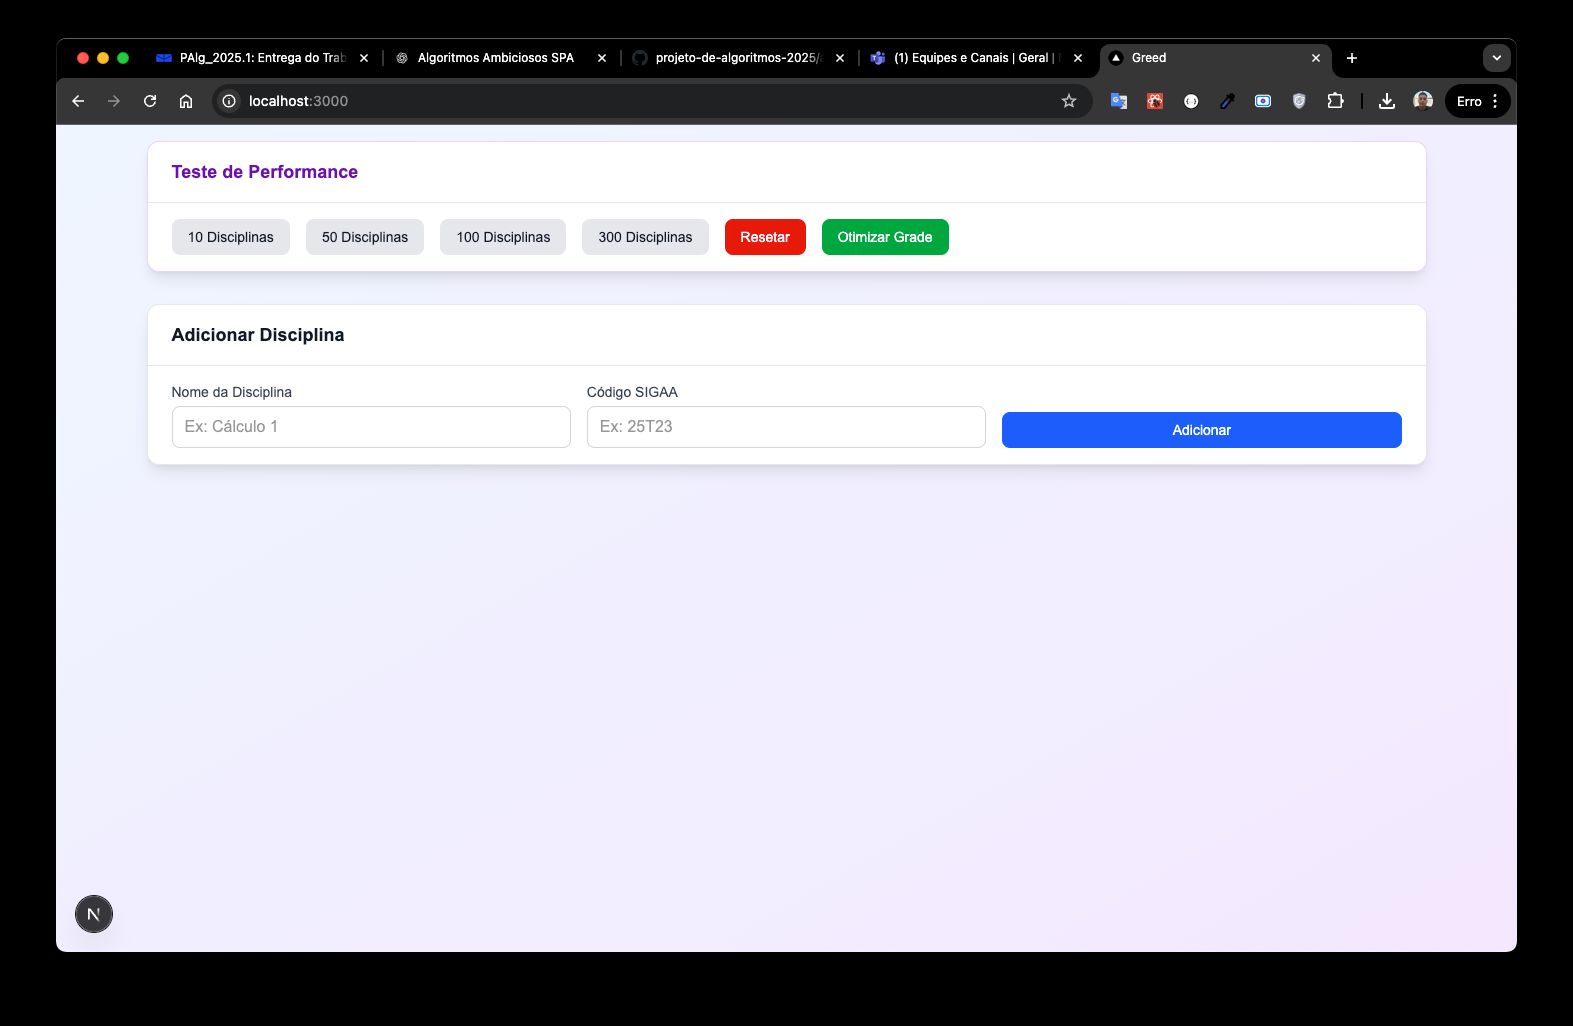 PAlg_2025.1: Entrega do Trab
Algoritmos Ambiciosos SPA
projeto-de-algoritmos-2025/
(1) Equipes e Canais | Geral |
Greed
localhost:3000
Erro
Teste de Performance
10 Disciplinas
50 Disciplinas
100 Disciplinas
300 Disciplinas
Resetar
Otimizar Grade
Adicionar Disciplina
Nome da Disciplina
Código SIGAA
Ex: Cálculo 1
Ex: 25T23
Adicionar
N